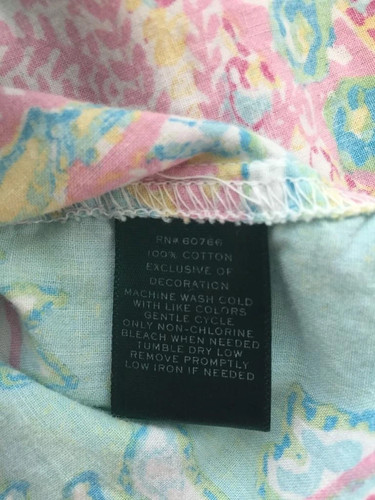 RN# 60766
100% COTTON
EXCLUSIVE OF
DECORATION
MACHINE WASH COLD
WITH LIKE COLORS
GENTLE CYCLE
ONLY NON-CHLORINE
BLEACH WHEN NEEDED
TUMBLE DRY LOW
REMOVE PROMPTLY
LOW IRON IF NEEDED